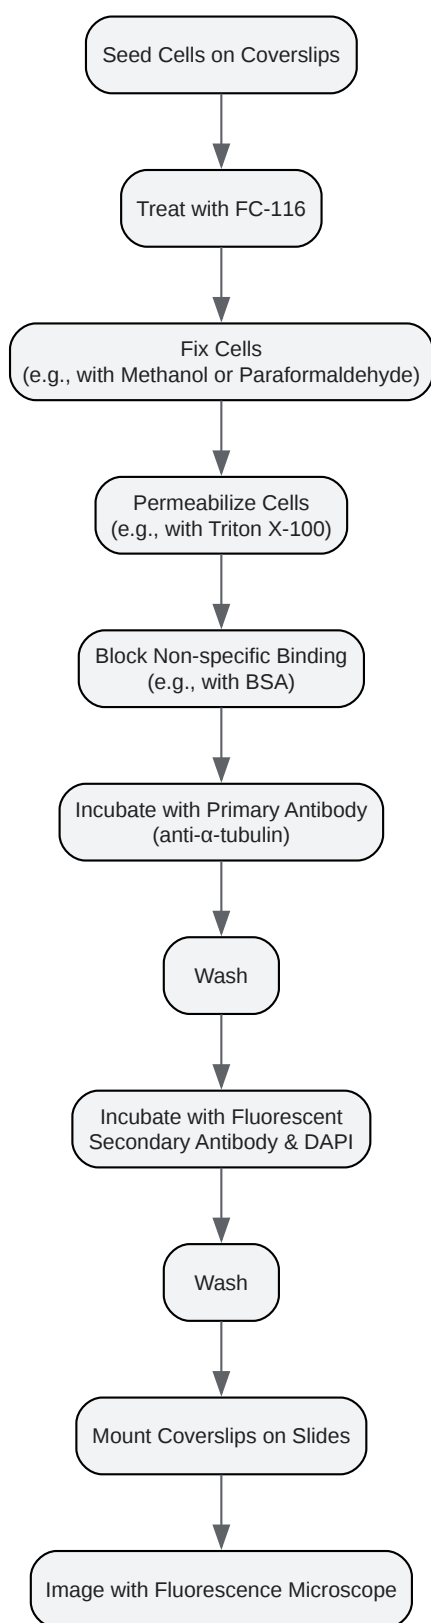 Seed Cells on Coverslips
Treat with FC-116
Fix Cells
(e.g., with Methanol or Paraformaldehyde)
Permeabilize Cells
(e.g., with Triton X-100)
Block Non-specific Binding
(e.g., with BSA)
Incubate with Primary Antibody
(anti-α-tubulin)
Wash
Incubate with Fluorescent
Secondary Antibody & DAPI
Wash
Mount Coverslips on Slides
Image with Fluorescence Microscope